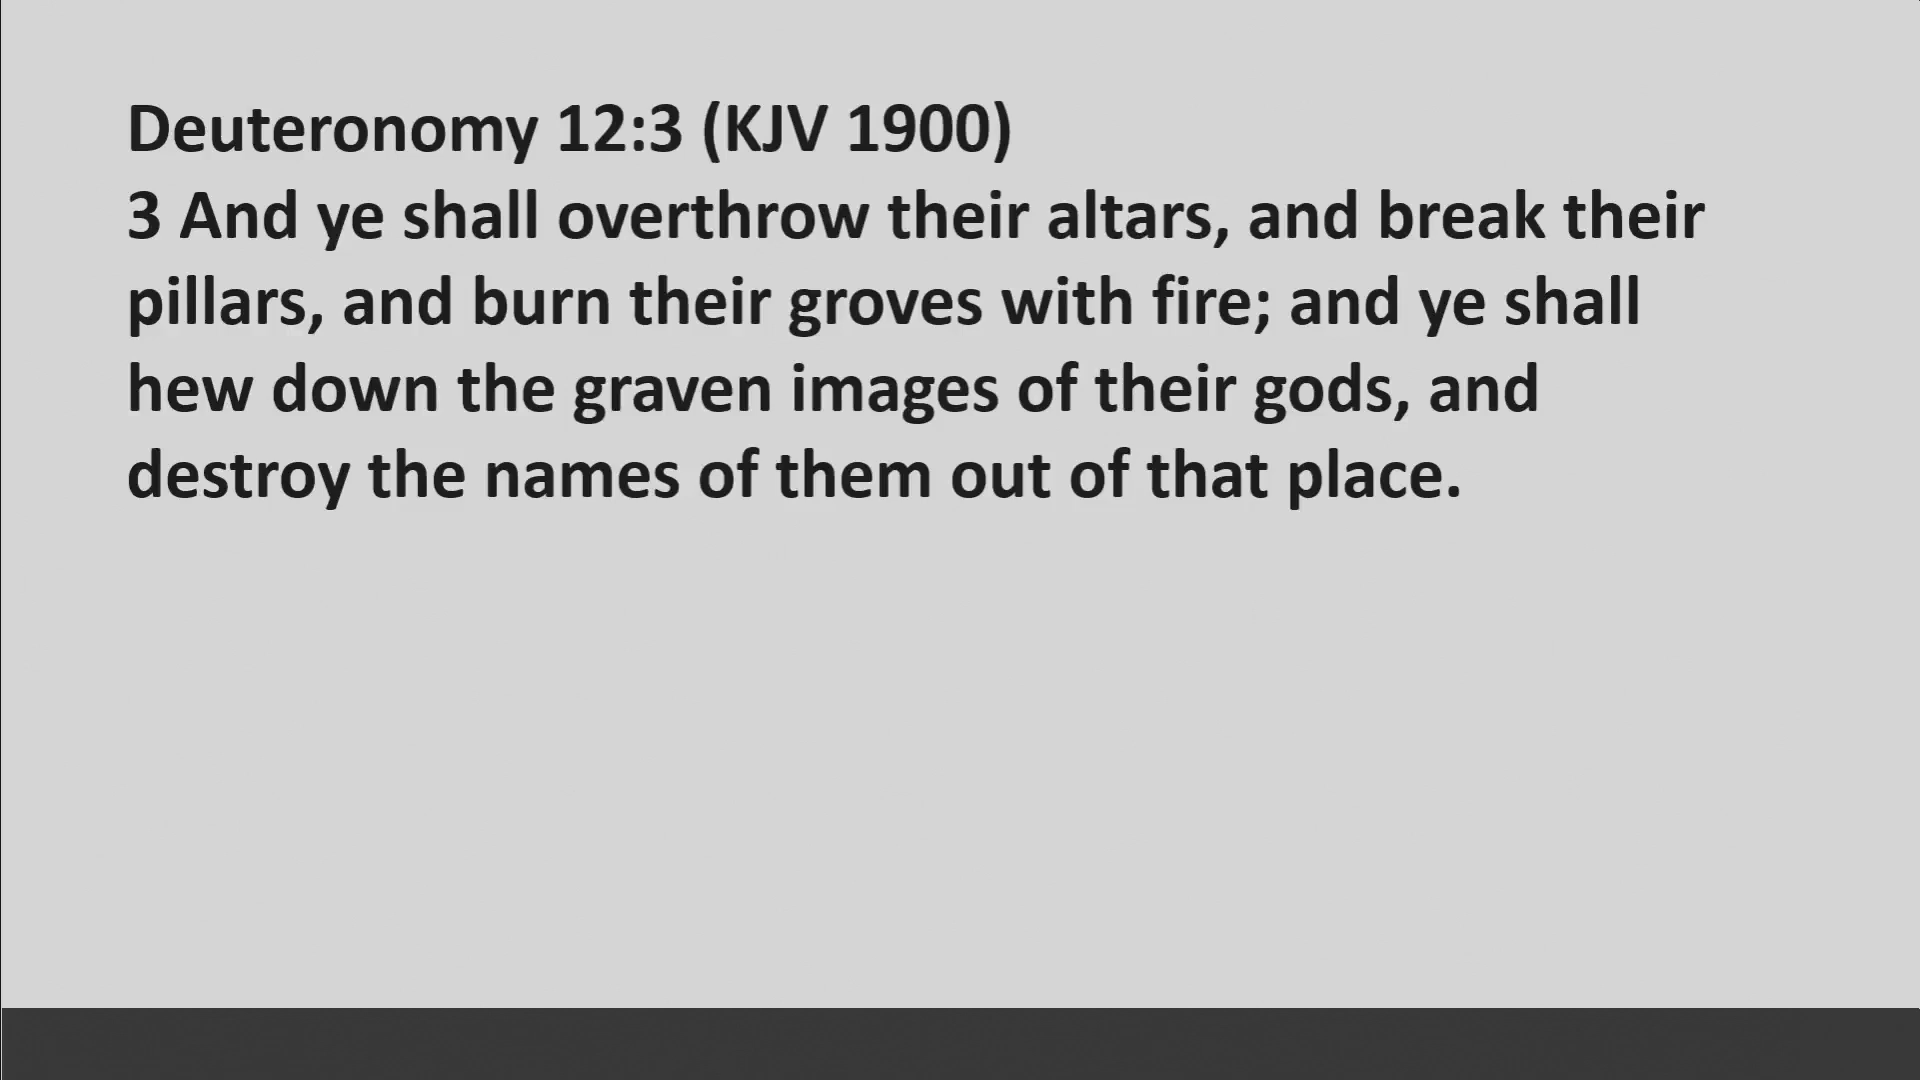 Deuteronomy 12:3 (KJV 1900)
3 And ye shall overthrow their altars, and break their
pillars, and burn their groves with fire; and ye shall
hew down the graven images of their gods, and
destroy the names of them out of that place.